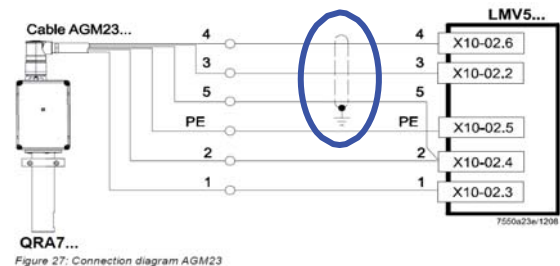 LMV5...
Cable AGM23...
4 4 X10-02.6
3 3 X10-02.2
5 5
PE PE X10-02.5
2 2 X10-02.4
1 1 X10-02.3
7550a23e/1208
QRA7...
Figure 27: Connection diagram AGM23